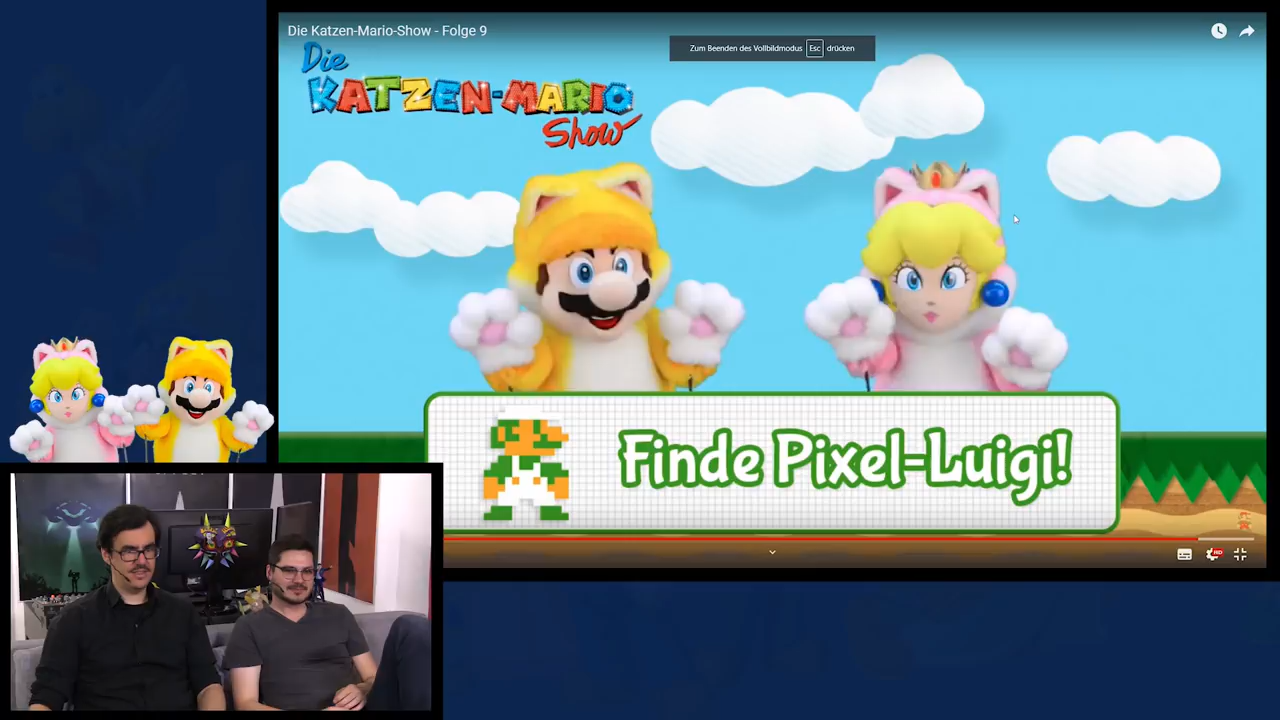 Die Katzen-Mario-Show - Folge 9
Zum Beenden des Vollbildmodus Esc drücken
Die
KATZEN-MARIO
Show
Finde Pixel-Luigi!
HD